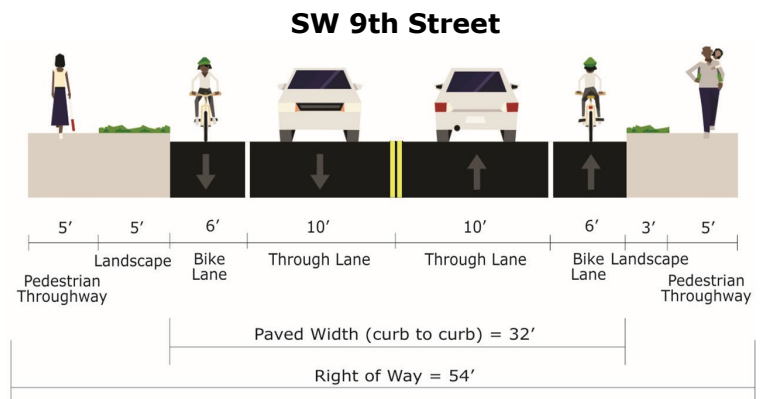 SW 9th Street
5’ 5’ 6’ 10’ 10’ 6’ 3’ 5’
Pedestrian
Throughway
Landscape
Bike
Lane
Through Lane
Through Lane
Bike
Lane
Landscape
Pedestrian
Throughway
Paved Width (curb to curb) = 32’
Right of Way = 54’